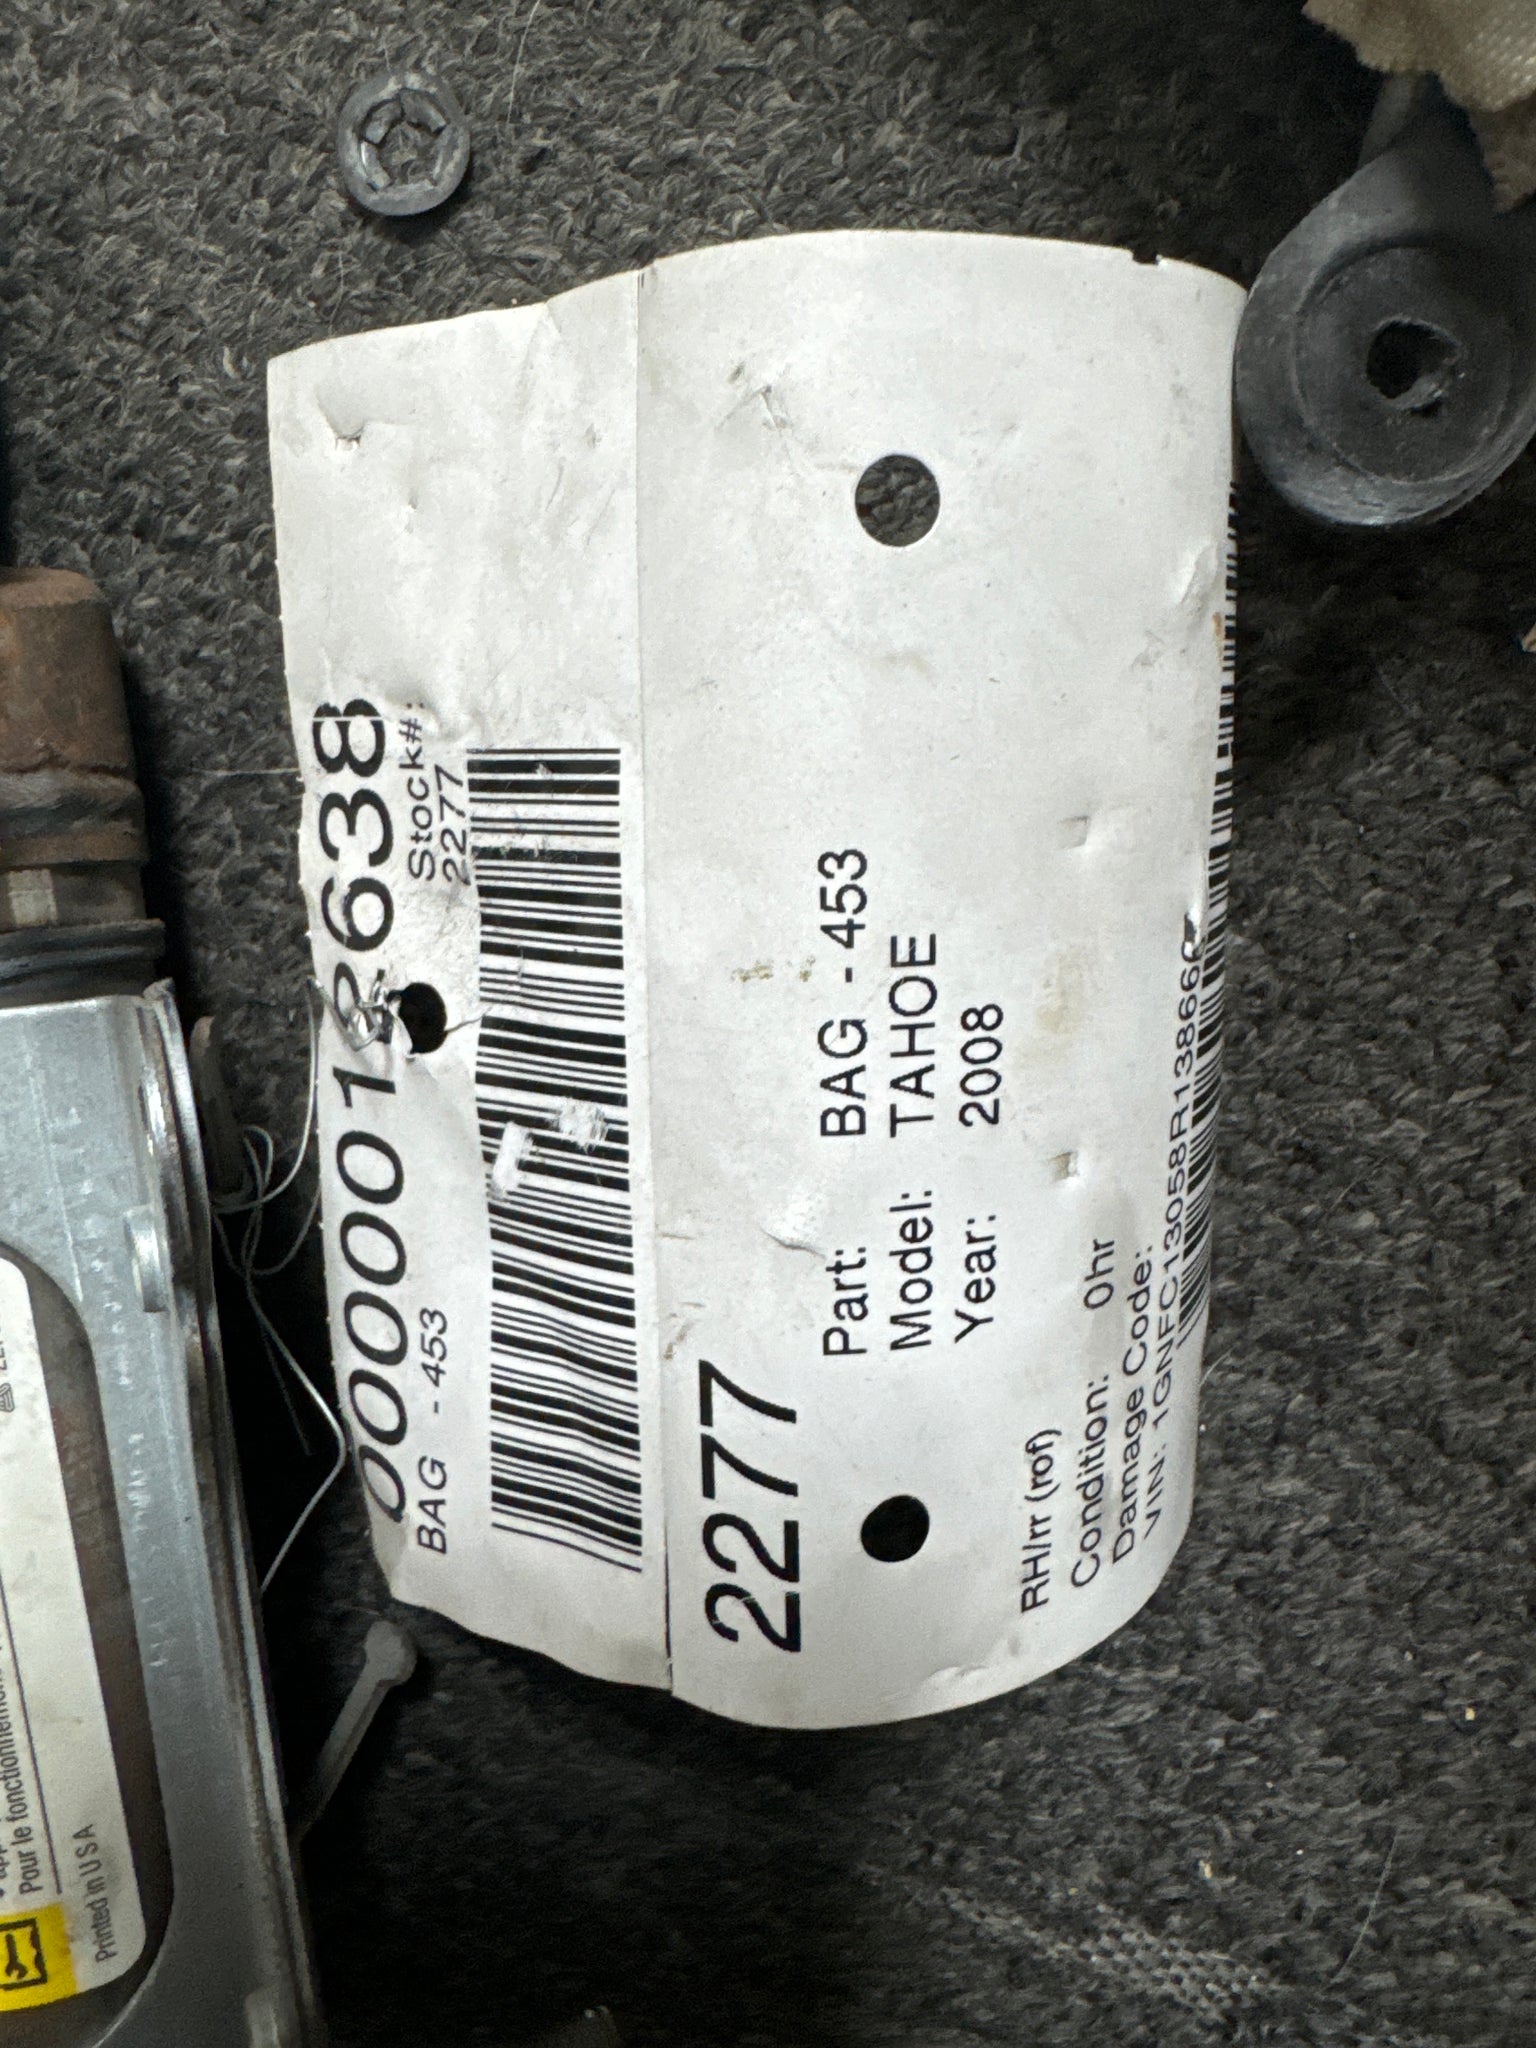 0000012638
BAG - 453
Stock#:
2277
2277
Part: BAG - 453
Model: TAHOE
Year: 2008
RH/rr (rof)
Condition: 0hr
Damage Code:
VIN: 1GNFC13058R13866
Pour le fonctionnement
Printed in USA